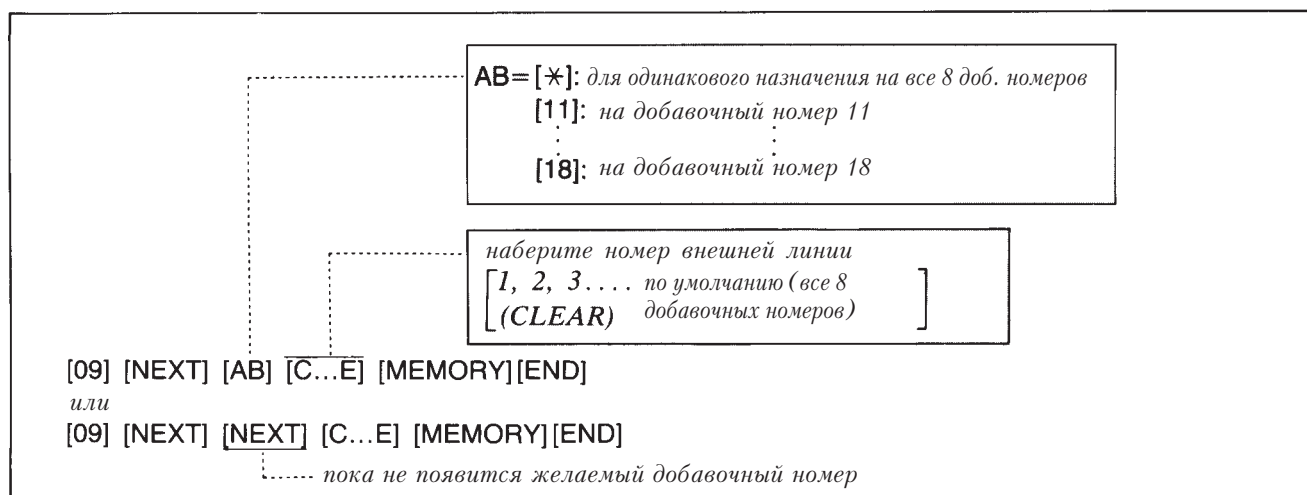 AB=[*]: для одинакового назначения на все 8 доб. номеров
[11]: на добавочный номер 11
[18]: на добавочный номер 18
наберите номер внешней линии
1, 2, 3.... по умолчанию (все 8
(CLEAR) добавочных номеров)
[09] [NEXT] [AB] [C...E] [MEMORY][END]
или
[09] [NEXT] [NEXT] [C...E] [MEMORY][END]
пока не появится желаемый добавочный номер